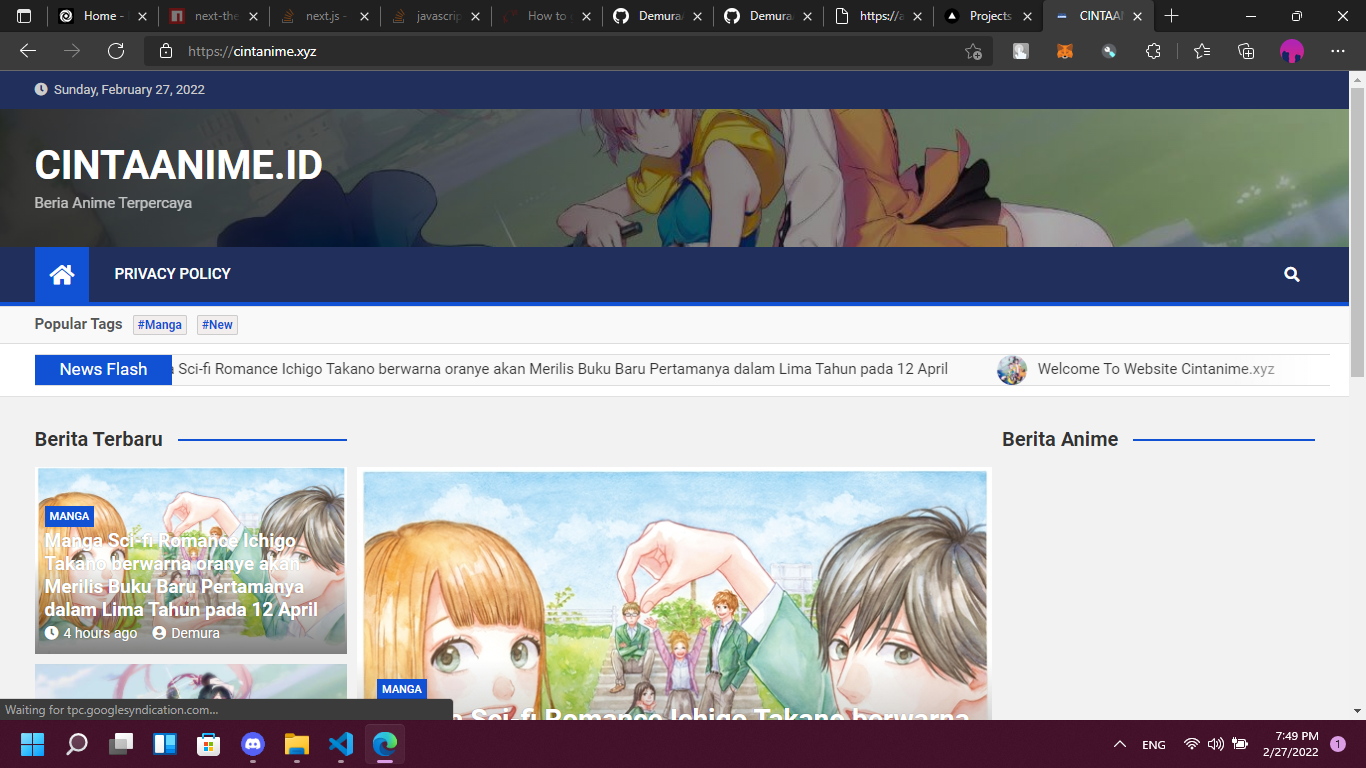 Home -
next-the
next.js -
javascrip
How to
Demura/
Demura/
https://a
Projects
CINTAAN
https://cintanime.xyz
Sunday, February 27, 2022
CINTAANIME.ID
Beria Anime Terpercaya
PRIVACY POLICY
Popular Tags #Manga #New
News Flash
Sci-fi Romance Ichigo Takano berwarna oranye akan Merilis Buku Baru Pertamanya dalam Lima Tahun pada 12 April
Welcome To Website Cintanime.xyz
Berita Terbaru
MANGA
Manga Sci-fi Romance Ichigo
Takano berwarna oranye akan
Merilis Buku Baru Pertamanya
dalam Lima Tahun pada 12 April
4 hours ago Demura
MANGA
Sci-fi Romance Ichigo Takano berwarna
Berita Anime
Waiting for tpc.googlesyndication.com...
ENG
7:49 PM
2/27/2022
1